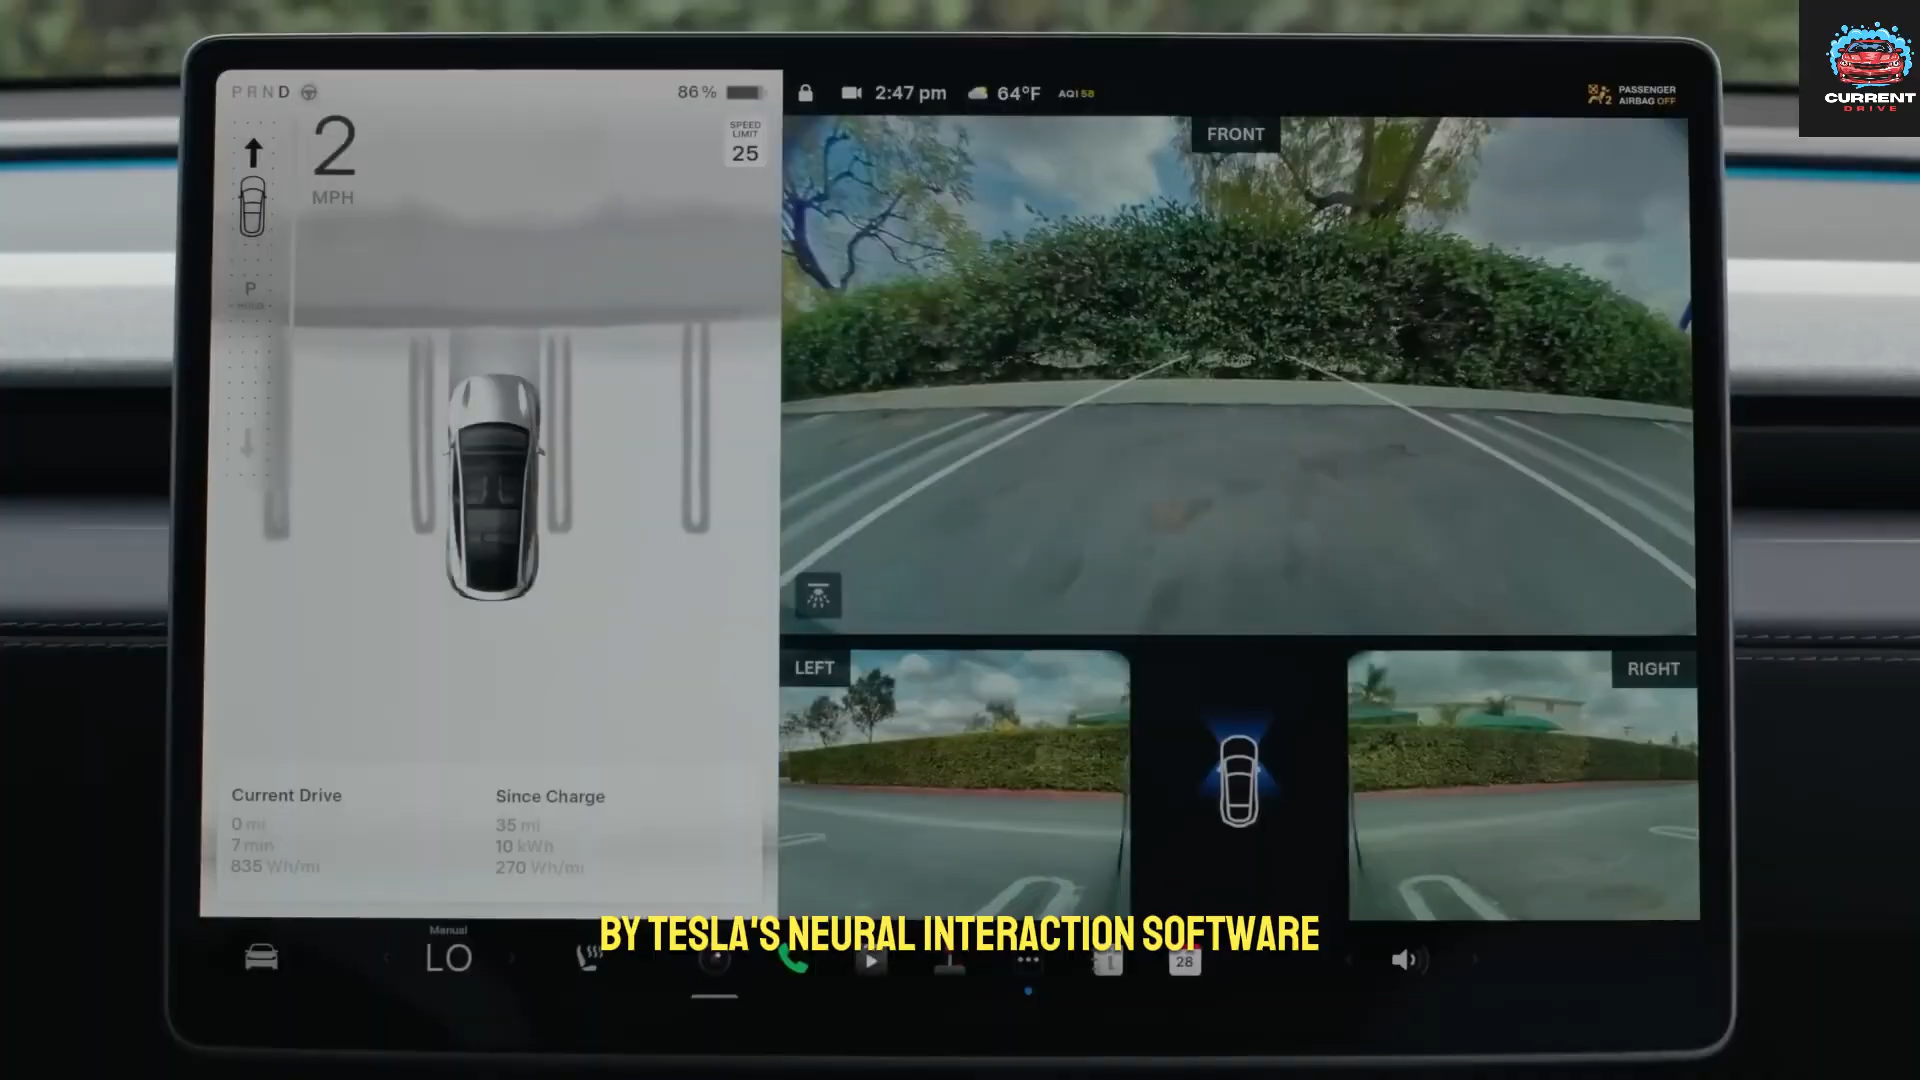 PRND
86%
2:47 pm
64°F
AQI 58
PASSENGER
AIRBAG OFF
CURRENT
DRIVE
2
MPH
SPEED
LIMIT
25
FRONT
P
LEFT
RIGHT
Current Drive
0 mi
7 min
835 Wh/mi
Since Charge
35 mi
10 kWh
270 Wh/mi
BY TESLA'S NEURAL INTERACTION SOFTWARE
Manual
LO
28